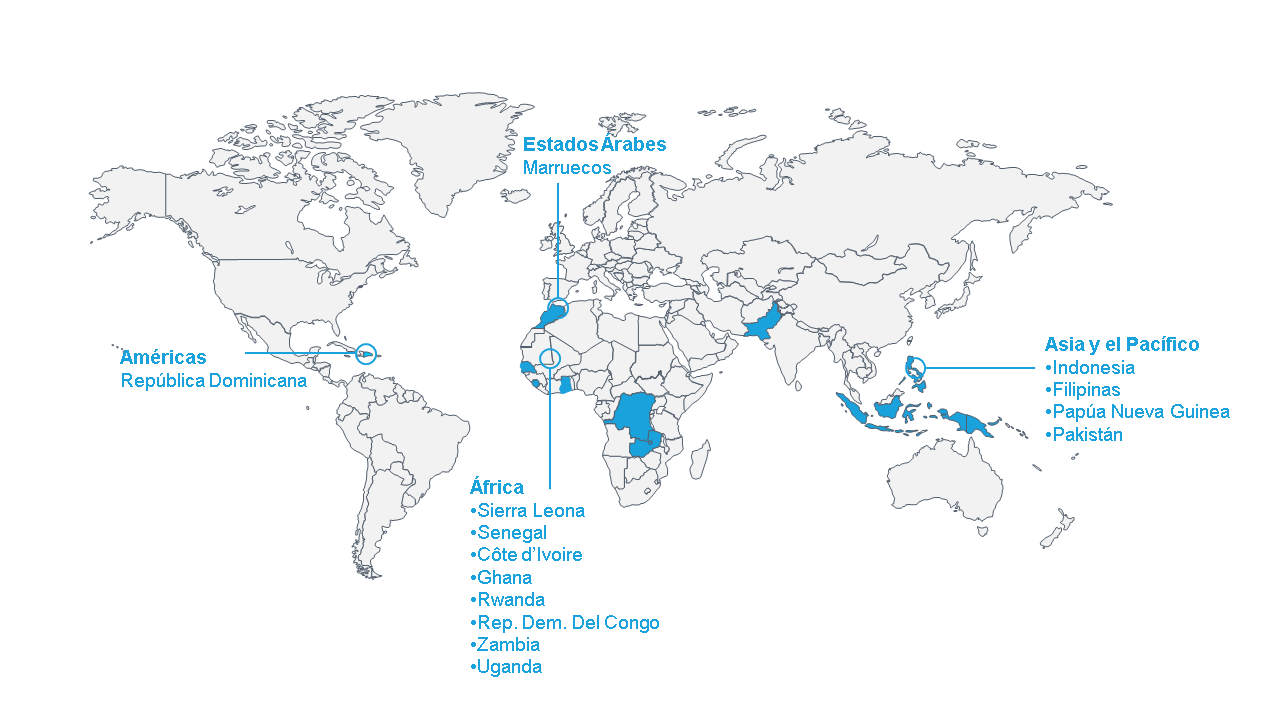 Estados Árabes
Marruecos
Américas
República Dominicana
Asia y el Pacífico
•Indonesia
•Filipinas
•Papúa Nueva Guinea
•Pakistán
África
•Sierra Leona
•Senegal
•Côte d’Ivoire
•Ghana
•Rwanda
•Rep. Dem. Del Congo
•Zambia
•Uganda